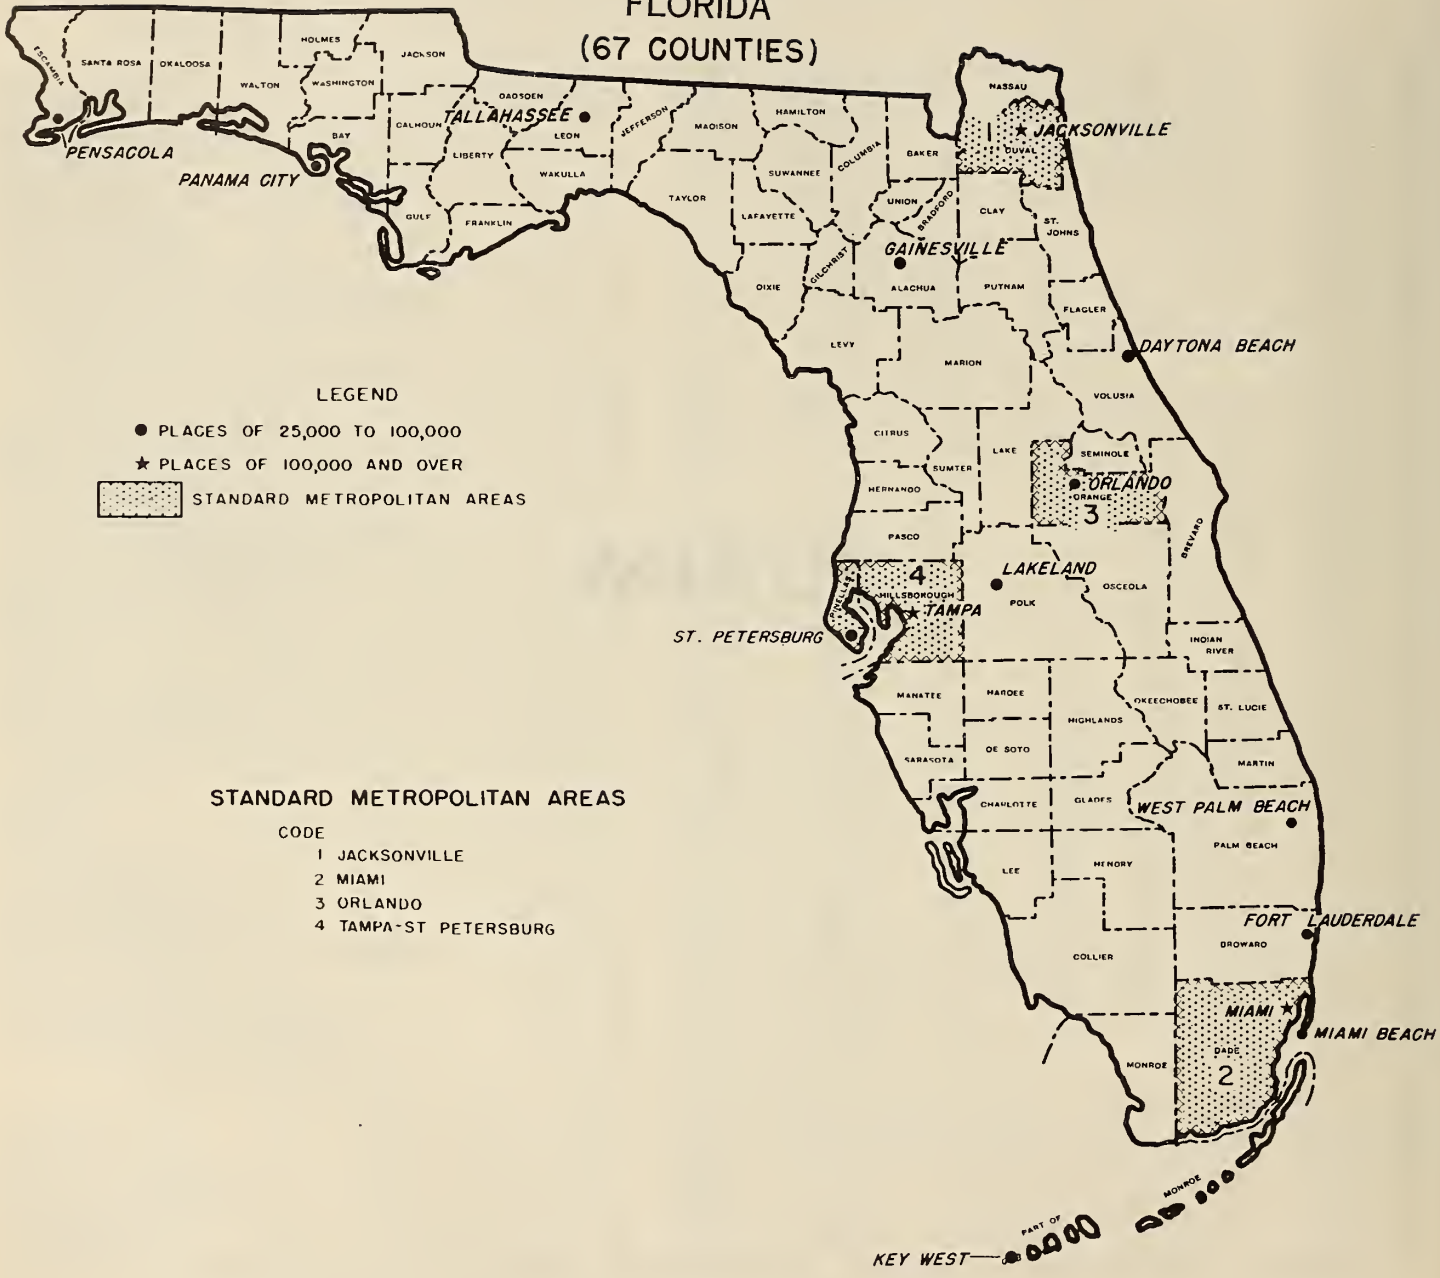 FLORIDA
(67 COUNTIES)
ESCAMBIA
SANTA ROSA
OKALOOSA
WALTON
HOLMES
WASHINGTON
JACKSON
BAY
CALHOUN
GULF
LIBERTY
GADSDEN
TALLAHASSEE
LEON
WAKULLA
FRANKLIN
JEFFERSON
MADISON
TAYLOR
HAMILTON
SUWANNEE
LAFAYETTE
DIXIE
COLUMBIA
GILCHRIST
BAKER
UNION
BRADFORD
NASSAU
1
JACKSONVILLE
DUVAL
CLAY
ST.
JOHNS
PENSACOLA
PANAMA CITY
GAINESVILLE
ALACHUA
PUTNAM
FLAGLER
LEVY
MARION
DAYTONA BEACH
VOLUSIA
LEGEND
PLACES OF 25,000 TO 100,000
PLACES OF 100,000 AND OVER
STANDARD METROPOLITAN AREAS
CITRUS
SUMTER
LAKE
SEMINOLE
HERNANDO
ORLANDO
ORANGE
3
PASCO
BREVARD
PINELLAS
4
HILLSBOROUGH
TAMPA
ST. PETERSBURG
LAKELAND
POLK
OSCEOLA
INDIAN
RIVER
MANATEE
HARDEE
HIGHLANDS
OKEECHOBEE
ST. LUCIE
SARASOTA
DE SOTO
MARTIN
CHARLOTTE
GLADES
WEST PALM BEACH
PALM BEACH
LEE
HENDRY
STANDARD METROPOLITAN AREAS
CODE
1 JACKSONVILLE
2 MIAMI
3 ORLANDO
4 TAMPA-ST PETERSBURG
FORT LAUDERDALE
BROWARD
COLLIER
MIAMI
MIAMI BEACH
DADE
2
MONROE
PART OF
MONROE
KEY WEST